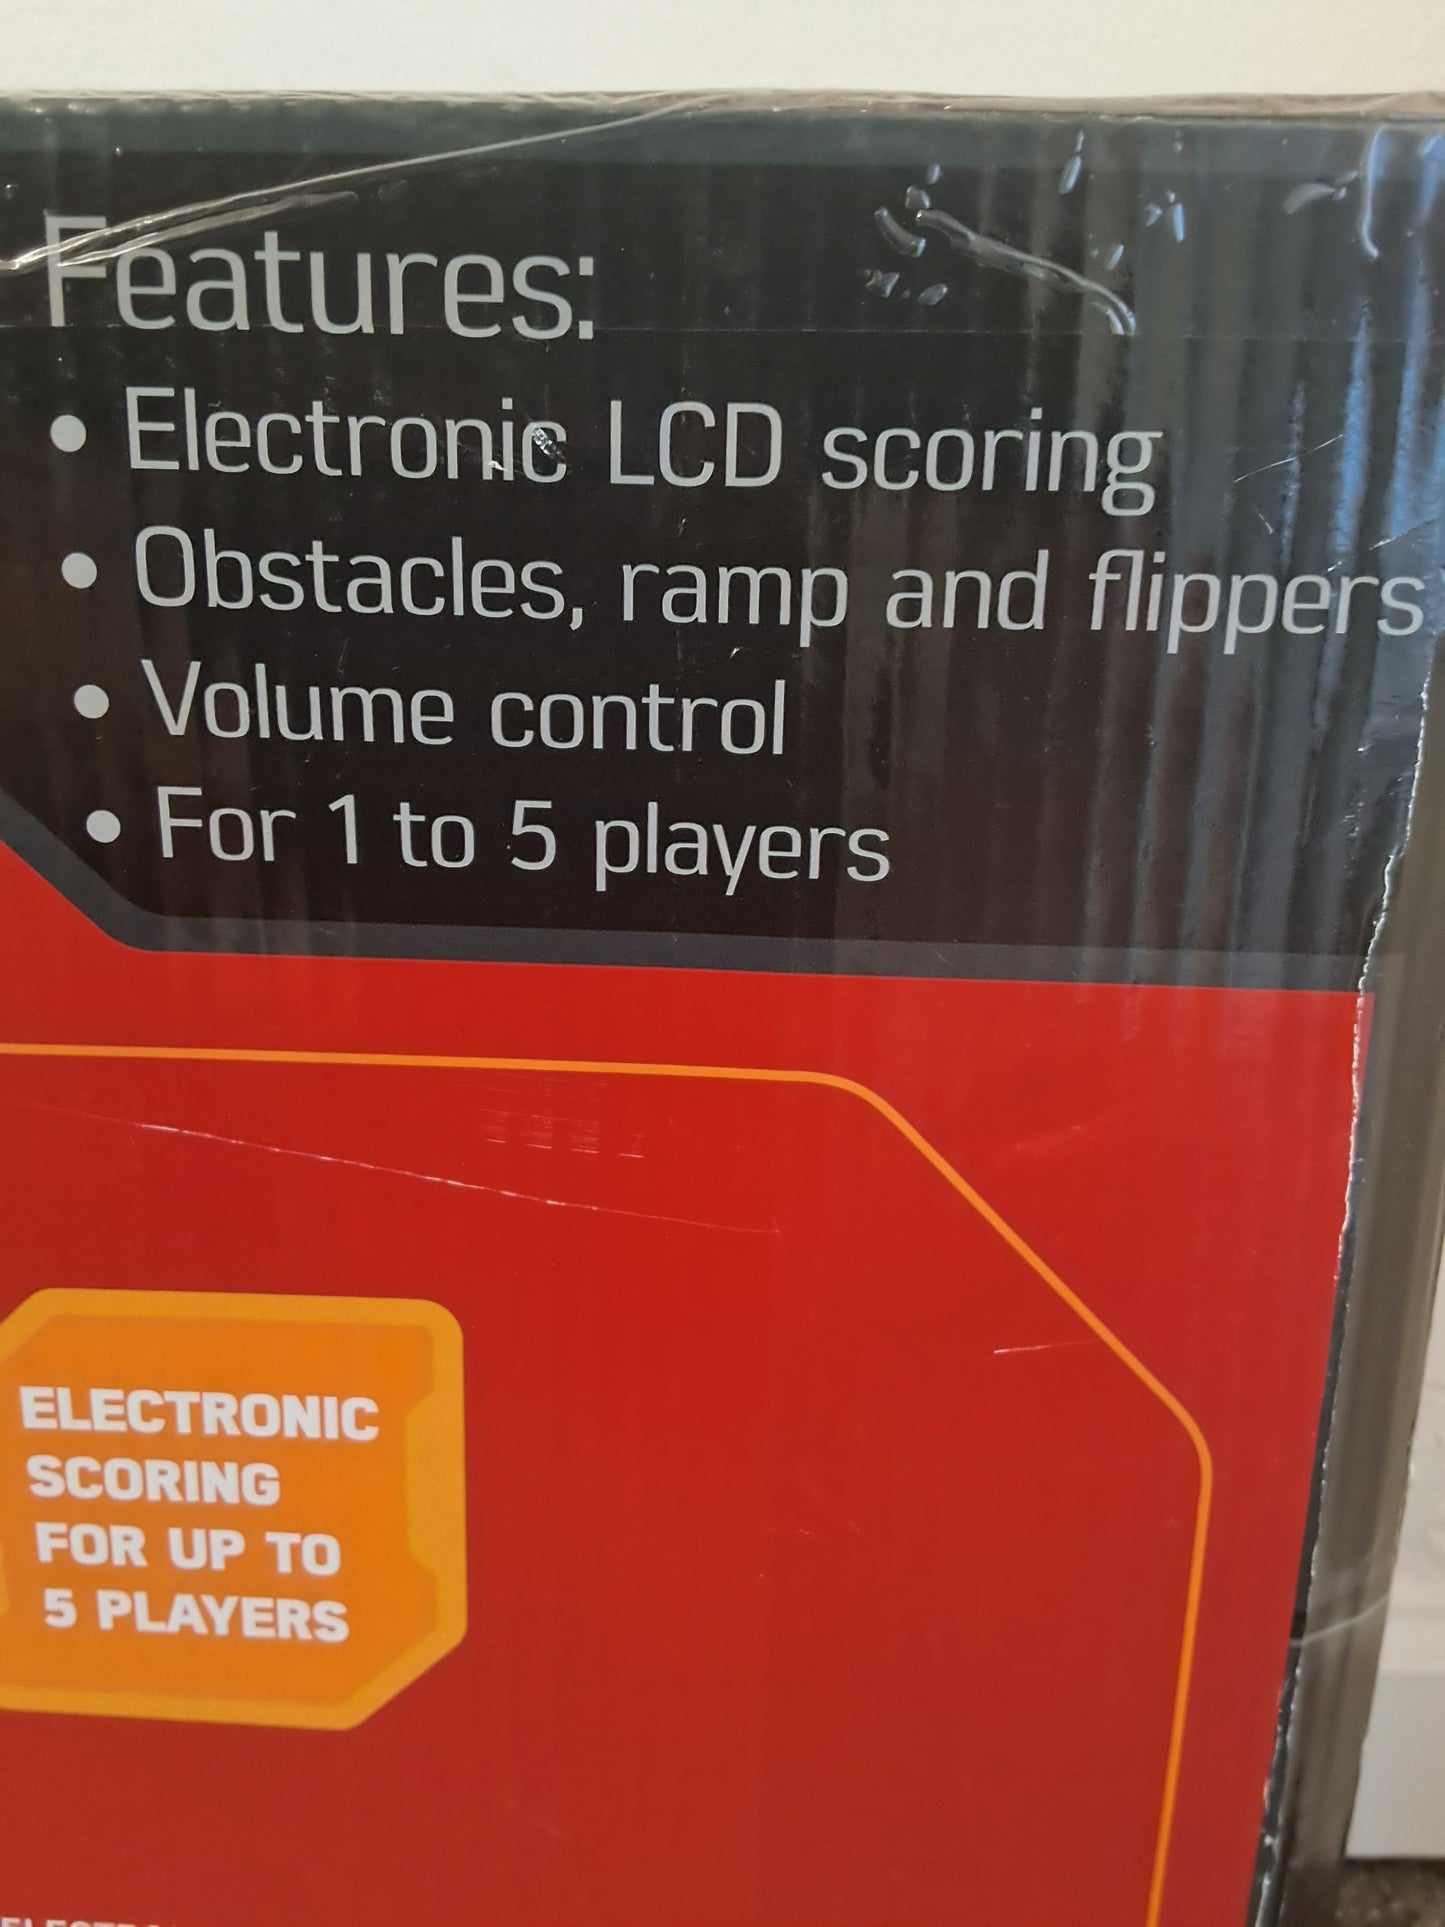 Features:
• Electronic LCD scoring
• Obstacles, ramp and flippers
• Volume control
• For 1 to 5 players
ELECTRONIC
SCORING
FOR UP TO
5 PLAYERS